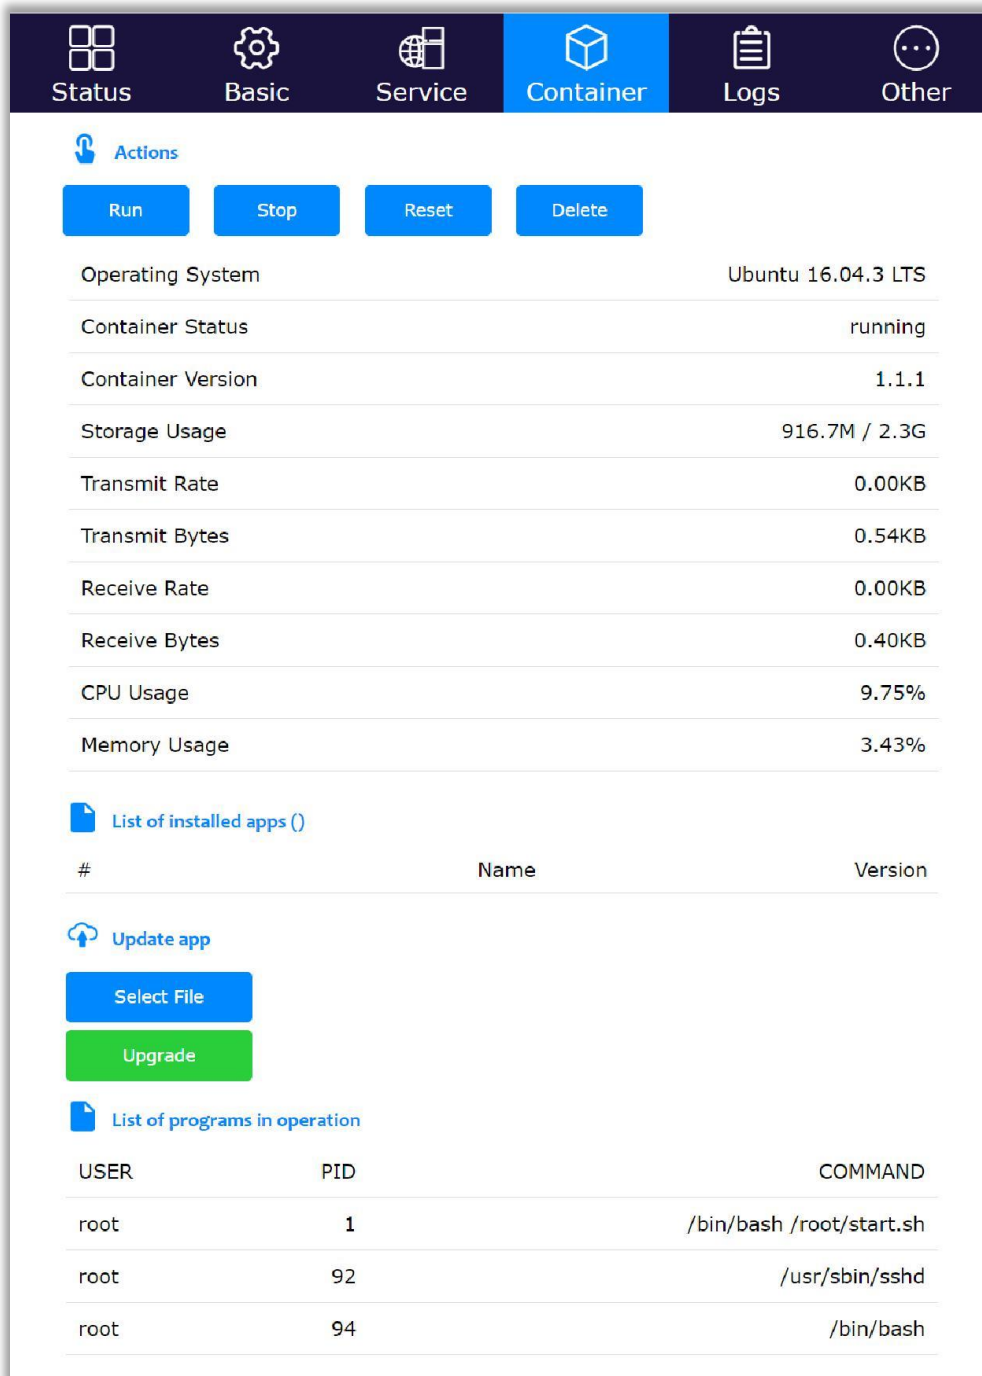 Status Basic Service Container Logs Other
Actions
Run Stop Reset Delete
Operating System Ubuntu 16.04.3 LTS
Container Status running
Container Version 1.1.1
Storage Usage 916.7M / 2.3G
Transmit Rate 0.00KB
Transmit Bytes 0.54KB
Receive Rate 0.00KB
Receive Bytes 0.40KB
CPU Usage 9.75%
Memory Usage 3.43%
List of installed apps ()
# Name Version
Update app
Select File
Upgrade
List of programs in operation
USER PID COMMAND
root 1 /bin/bash /root/start.sh
root 92 /usr/sbin/sshd
root 94 /bin/bash